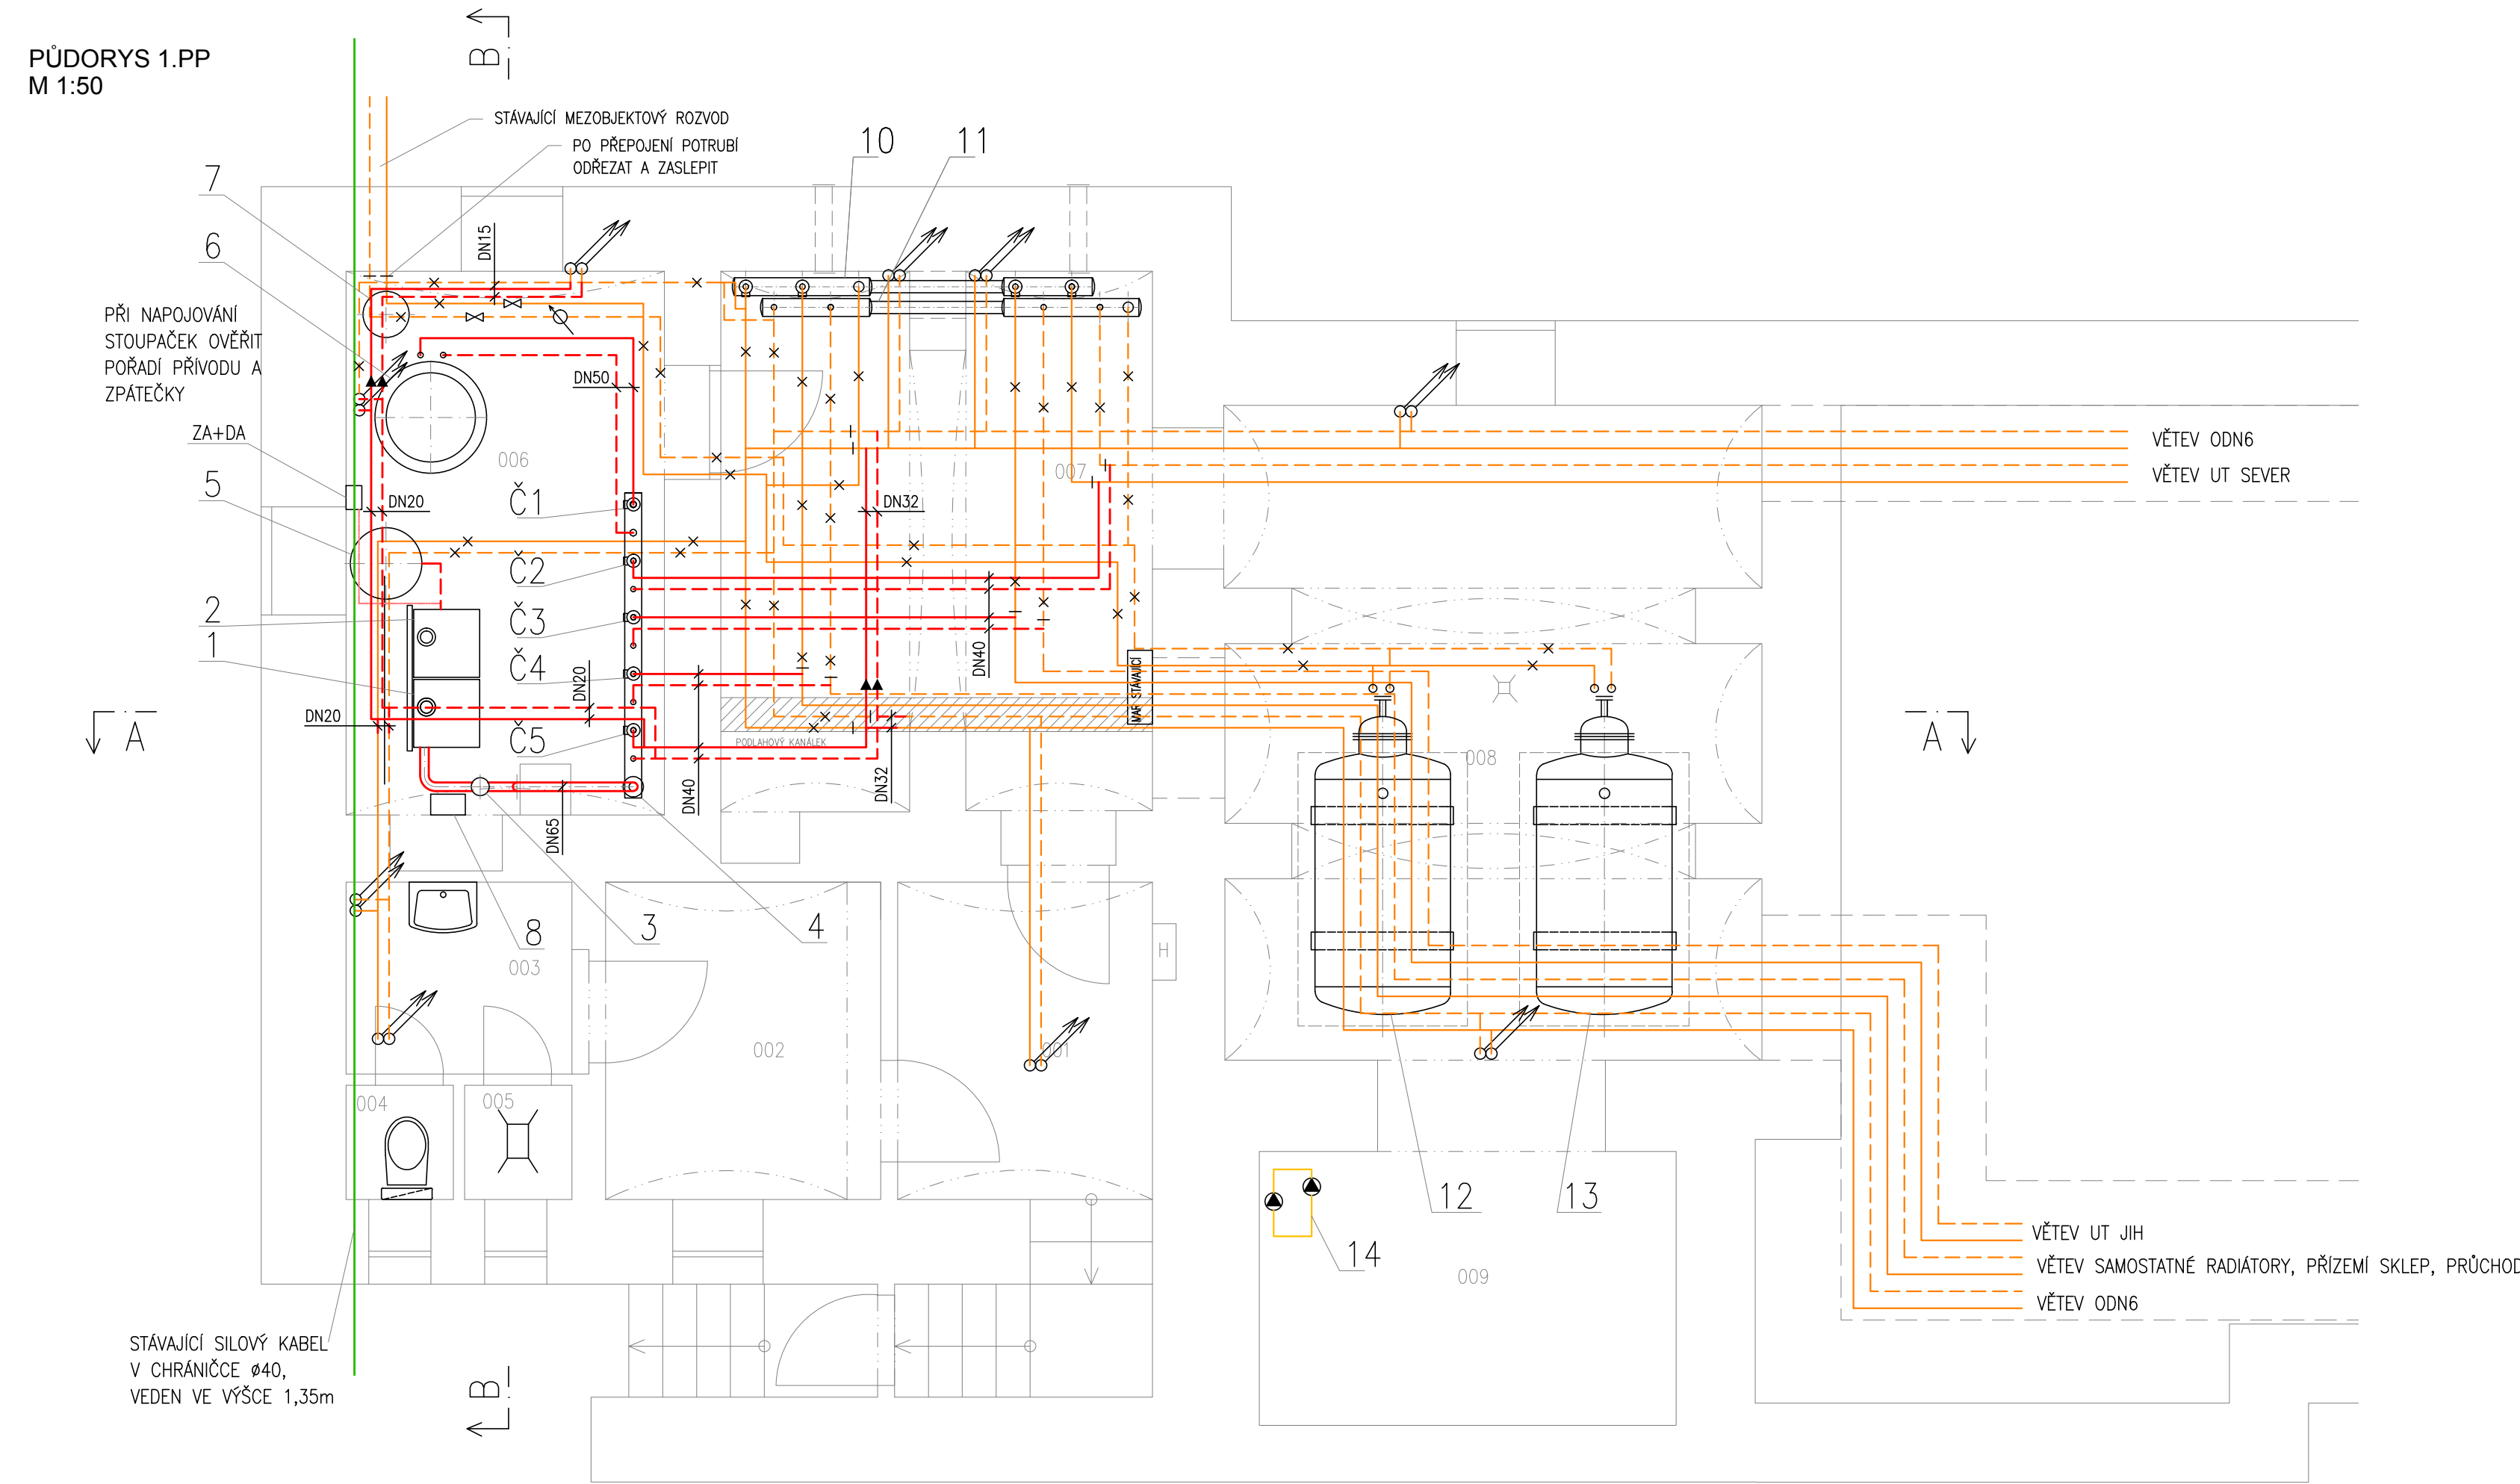 PŮDORYS 1.PP
M 1:50
B
STÁVAJÍCÍ MEZOBJEKTOVÝ ROZVOD
PO PŘEPOJENÍ POTRUBÍ
ODŘEZAT A ZASLEPIT
10
11
7
6
DN15
PŘI NAPOJOVÁNÍ
STOUPAČEK OVĚŘIT
POŘADÍ PŘÍVODU A
ZPÁTEČKY
DN50
ZA+DA
006
007
VĚTEV ODN6
VĚTEV UT SEVER
5
DN20
Č1
DN32
Č2
2
Č3
1
Č4
DN40
DN20
MAR STÁVAJÍCÍ
DN20
A
Č5
PODLAHOVÝ KANÁLEK
008
A
DN40
DN32
DN65
8
3
4
003
H
002
001
004
005
12
13
14
009
VĚTEV UT JIH
VĚTEV SAMOSTATNÉ RADIÁTORY, PŘÍZEMÍ SKLEP, PRŮCHOD
VĚTEV ODN6
STÁVAJÍCÍ SILOVÝ KABEL
V CHRÁNIČCE ø40,
VEDEN VE VÝŠCE 1,35m
B